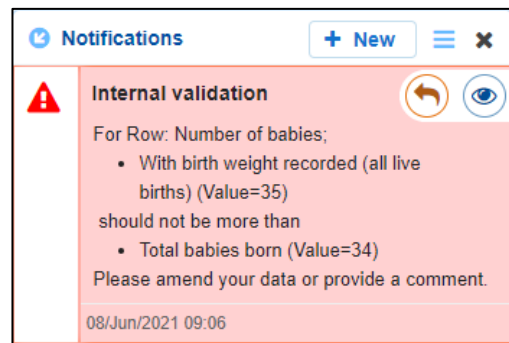 Notifications
+ New
Internal validation
For Row: Number of babies;
• With birth weight recorded (all live
births) (Value=35)
should not be more than
• Total babies born (Value=34)
Please amend your data or provide a comment.
08/Jun/2021 09:06